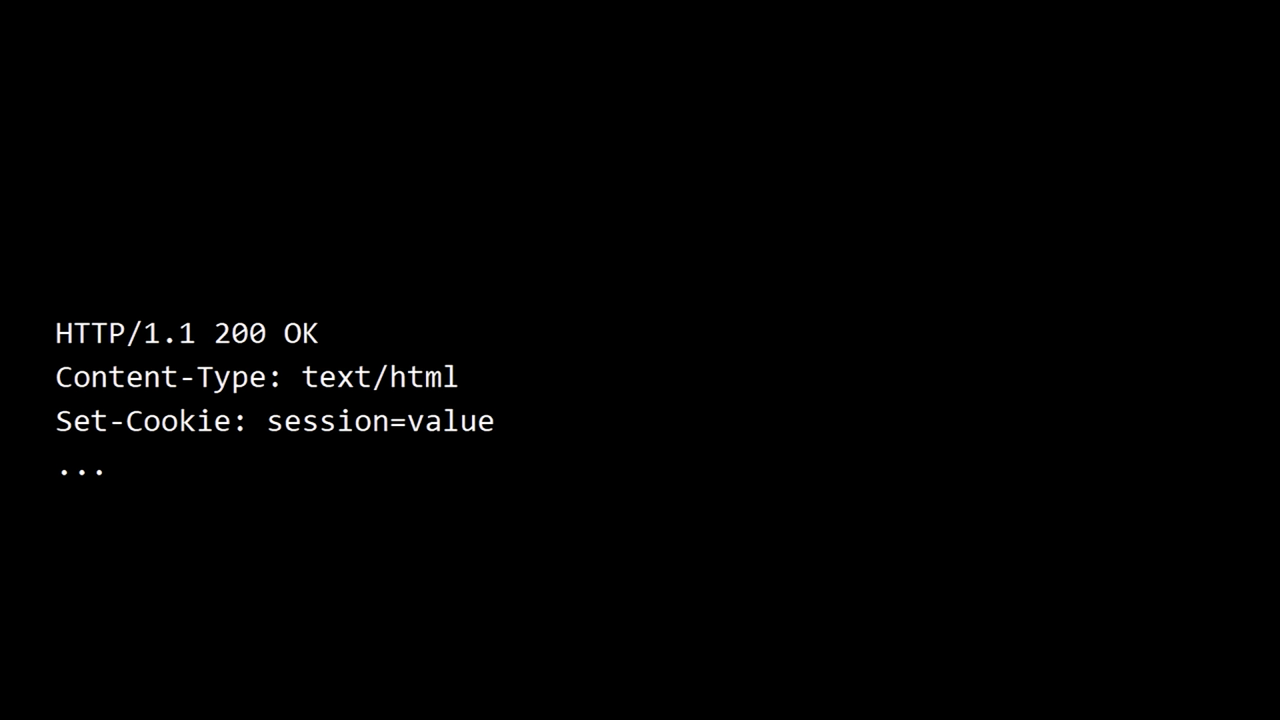 HTTP/1.1 200 OK
Content-Type: text/html
Set-Cookie: session=value
...